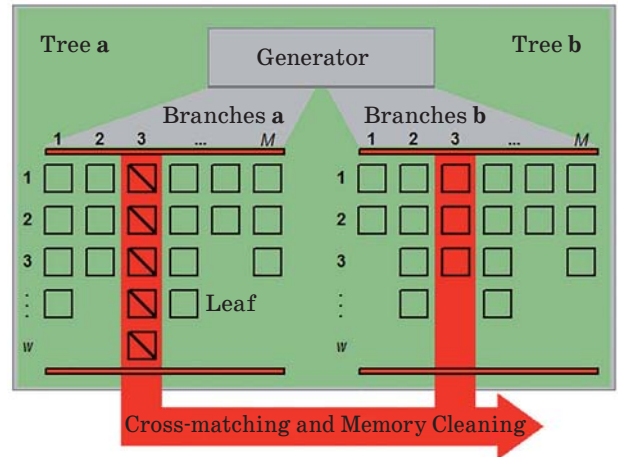 Tree a
Tree b
Generator
Branches a
Branches b
1 2 3 ... M
1 2 3 ... M
1
2
3
⋮
w
1
2
3
⋮
w
Leaf
Cross-matching and Memory Cleaning